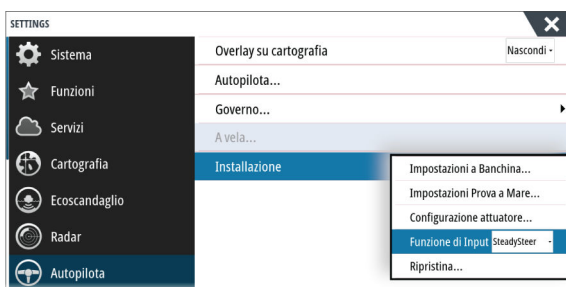 SETTINGS
Sistema
Funzioni
Servizi
Cartografia
Ecoscandaglio
Radar
Autopilota
Overlay su cartografia
Nascondi
Autopilota...
Governo...
A vela...
Installazione
Impostazioni a Banchina...
Impostazioni Prova a Mare...
Configurazione attuatore...
Funzione di Input SteadySteer
Ripristina...